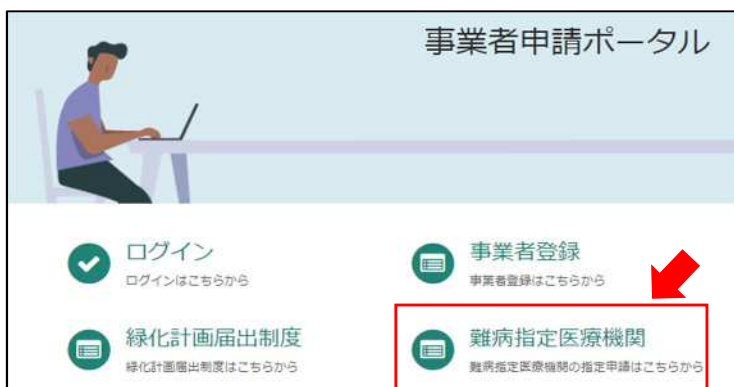 事業者申請ポータル
ログイン
ログインはこちらから
事業者登録
事業者登録はこちらから
緑化計画届出制度
緑化計画届出制度はこちらから
難病指定医療機関
難病指定医療機関の指定申請はこちらから